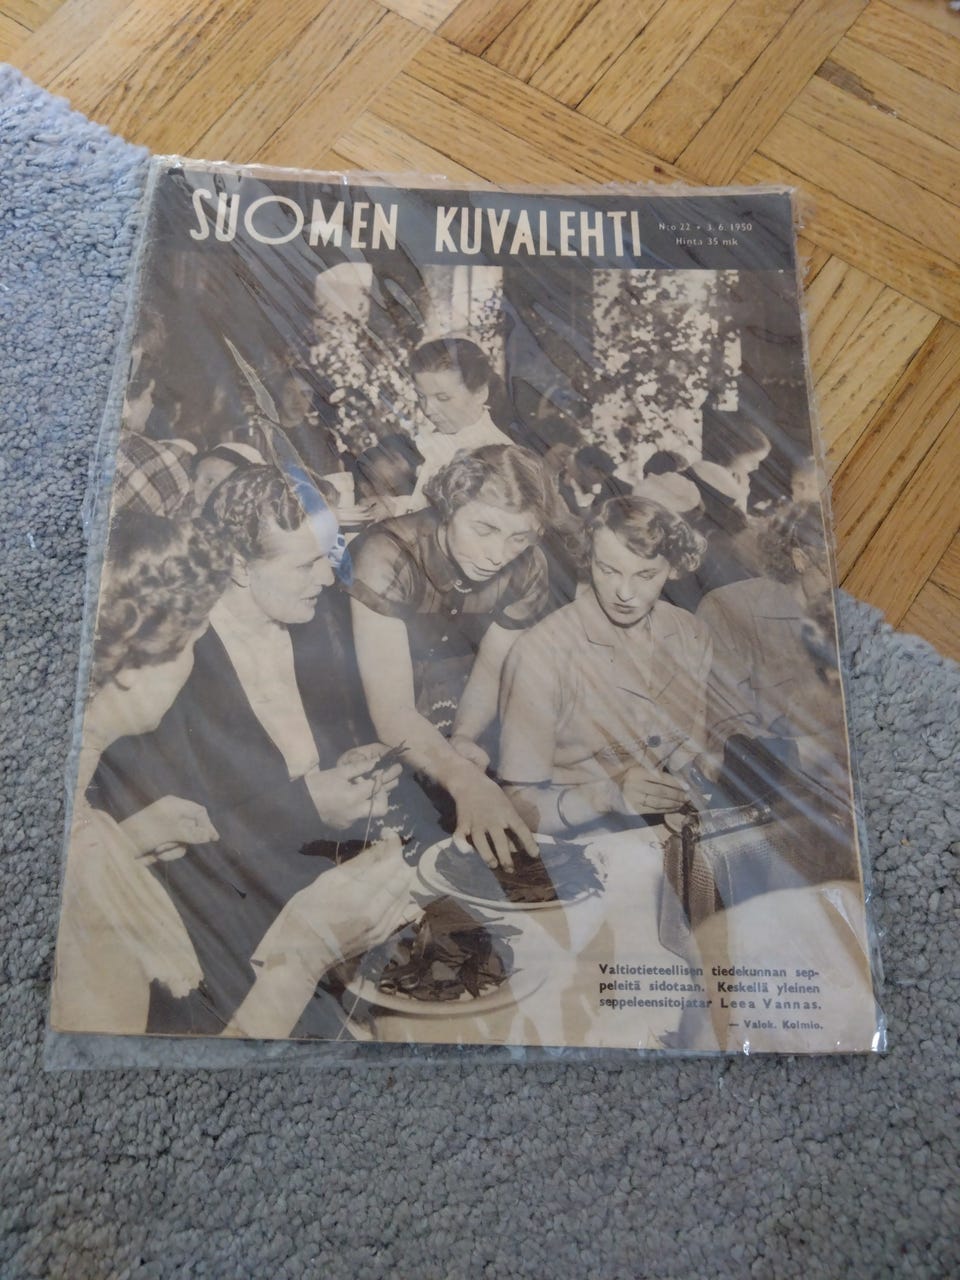 SUOMEN KUVALEHTI
N:o 22 • 3. 6. 1950
Hinta 35 mk
Valtiotieteellisen tiedekunnan sep-
peleitä sidotaan. Keskellä yleinen
seppeleensitojatar Leea Vannas.
— Valok. Kolmio.